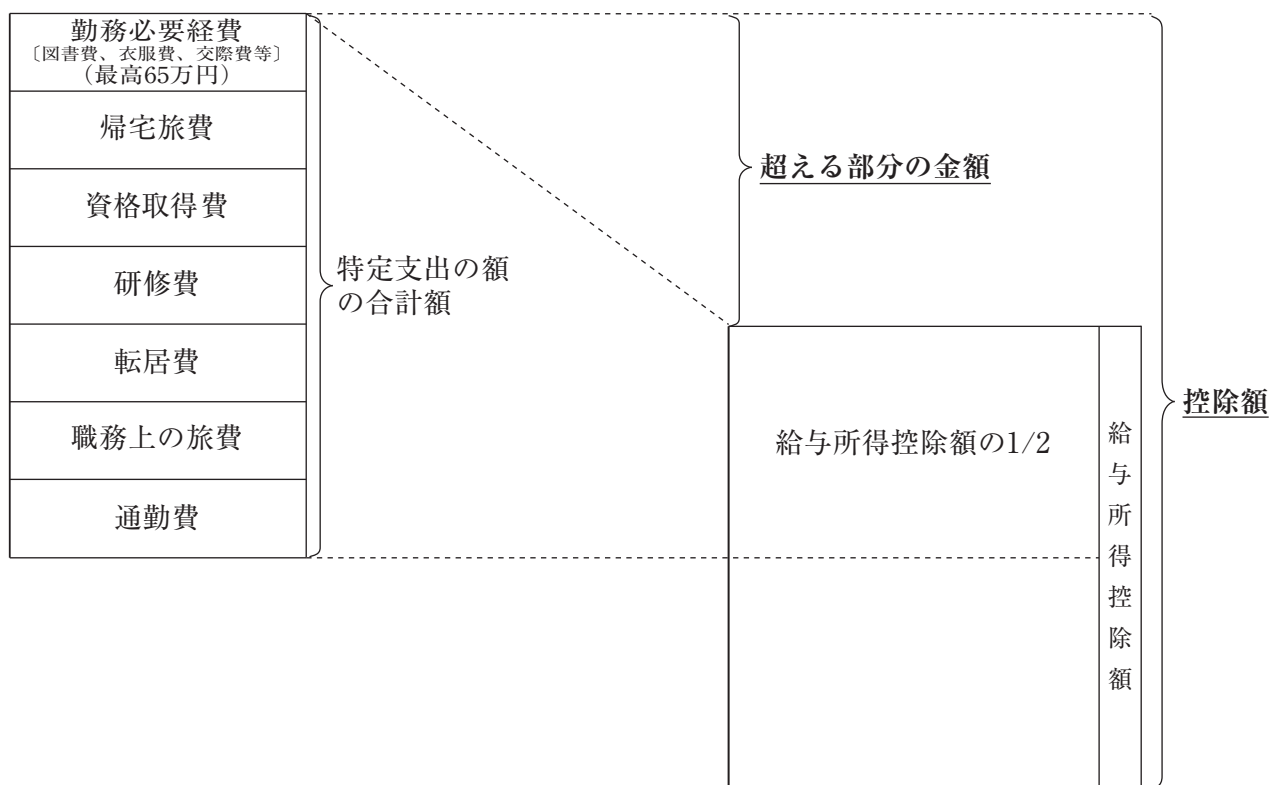 勤務必要経費
〔図書費、衣服費、交際費等〕
(最高65万円)
帰宅旅費
資格取得費
研修費
転居費
職務上の旅費
通勤費
特定支出の額
の合計額
超える部分の金額
給与所得控除額の1/2
給与所得控除額
控除額